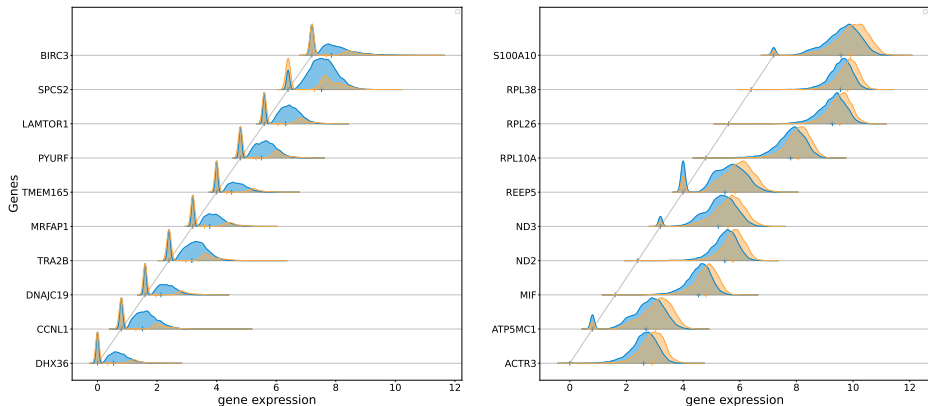 Genes
BIRC3
SPCS2
LAMTOR1
PYURF
TMEM165
MRFAP1
TRA2B
DNAJC19
CCNL1
DHX36
0 2 4 6 8 10 12
gene expression
S100A10
RPL38
RPL26
RPL10A
REEP5
ND3
ND2
MIF
ATP5MC1
ACTR3
0 2 4 6 8 10 12
gene expression